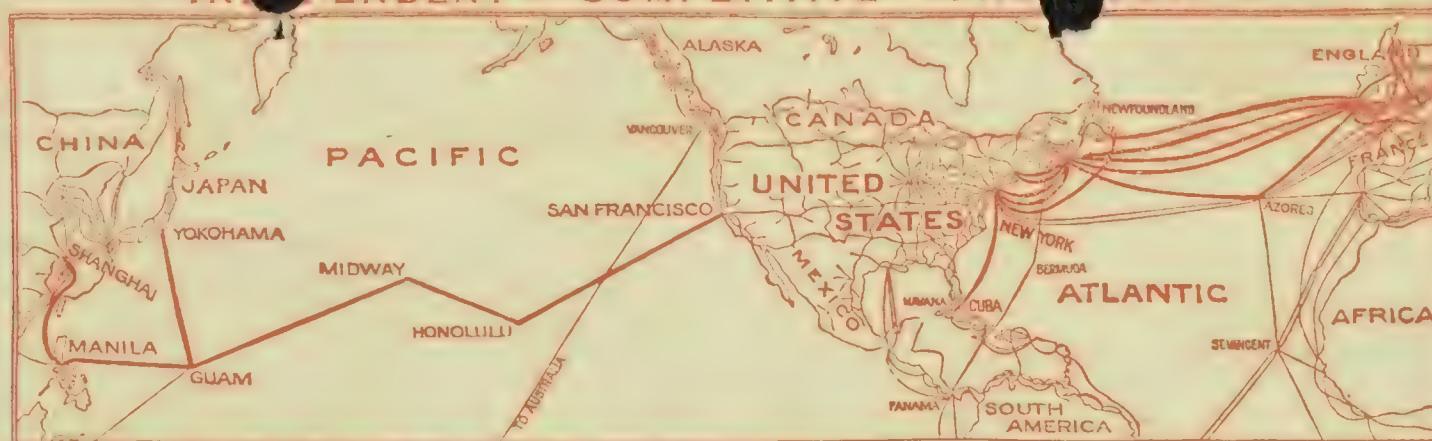 ALASKA
ENGLAND
NEWFOUNDLAND
CANADA
VANCOUVER
CHINA
PACIFIC
FRANCE
JAPAN
UNITED
STATES
SAN FRANCISCO
AZORES
YOKOHAMA
NEW YORK
SHANGHAI
MIDWAY
MEXICO
BERMUDA
ATLANTIC
HAVANA
CUBA
HONOLULU
AFRICA
MANILA
ST.VINCENT
GUAM
TO AUSTRALIA
PANAMA
SOUTH
AMERICA